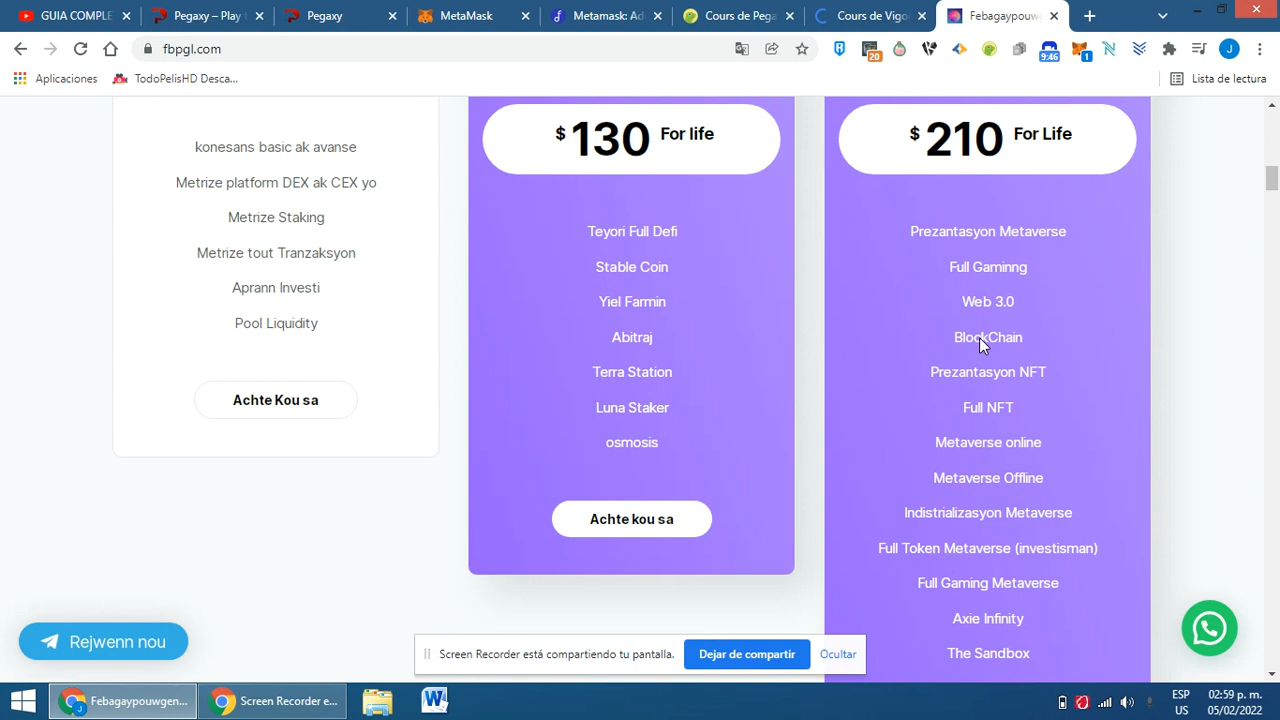 GUIA COMPLE
Pegaxy – Play
Pegaxy
MetaMask
Metamask: Ad
Cours de Pega
Cours de Vigo
Febagaypouwg
fbpgl.com
20
9:46
1
J
Aplicaciones
TodoPelisHD Desca...
Lista de lectura
konesans basic ak avanse
Metrize platform DEX ak CEX yo
Metrize Staking
Metrize tout Tranzaksyon
Aprann Investi
Pool Liquidity
Achte Kou sa
$ 130 For life
Teyori Full Defi
Stable Coin
Yiel Farmin
Abitraj
Terra Station
Luna Staker
osmosis
Achte kou sa
$ 210 For Life
Prezantasyon Metaverse
Full Gaminng
Web 3.0
BlockChain
Prezantasyon NFT
Full NFT
Metaverse online
Metaverse Offline
Indistrializasyon Metaverse
Full Token Metaverse (investisman)
Full Gaming Metaverse
Axie Infinity
The Sandbox
Rejwenn nou
Screen Recorder está compartiendo tu pantalla.
Dejar de compartir
Ocultar
Febagaypouwgen...
Screen Recorder e...
ESP
US
02:59 p. m.
05/02/2022